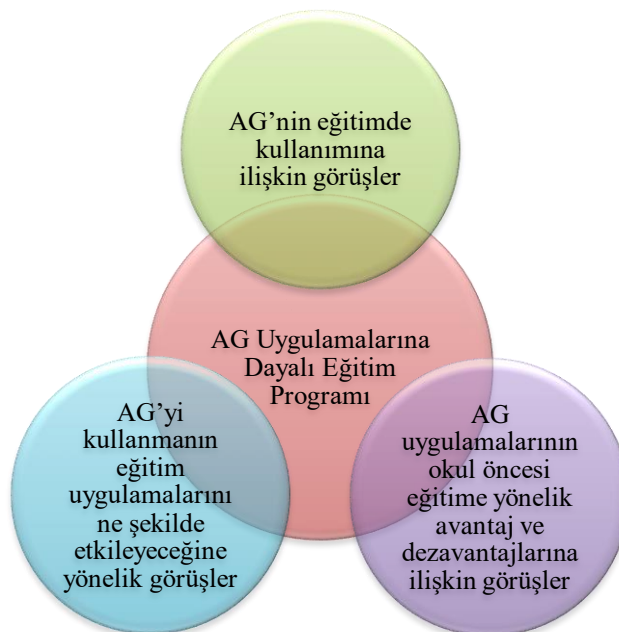 AG'nin eğitimde
kullanımına
ilişkin görüşler
AG Uygulamalarına
Dayalı Eğitim
Programı
AG'yi
kullanmanın
eğitim
uygulamalarını
ne şekilde
etkileyeceğine
yönelik görüşler
AG
uygulamalarının
okul öncesi
eğitime yönelik
avantaj ve
dezavantajlarına
ilişkin görüşler